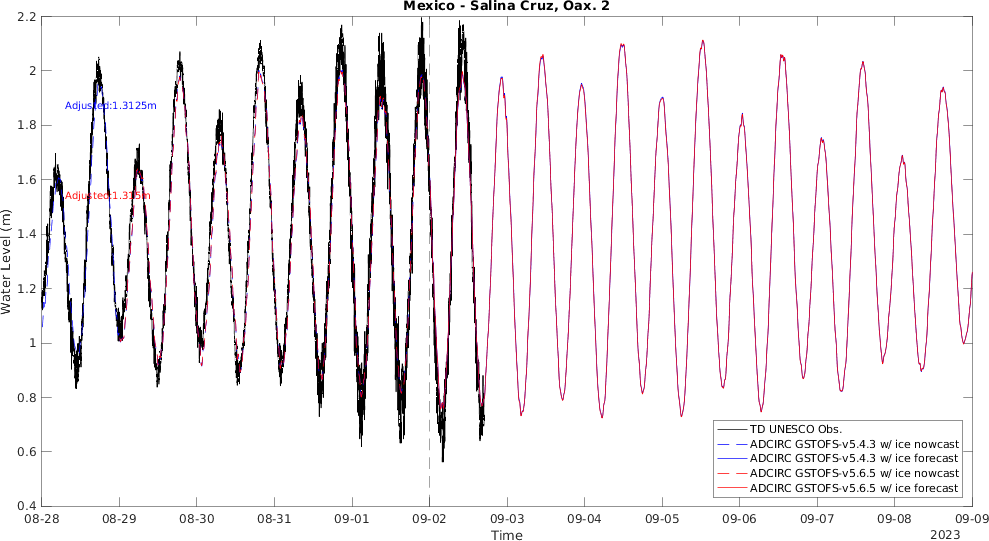 Mexico - Salina Cruz, Oax. 2
2.2
2
1.8
1.6
1.4
1.2
1
0.8
0.6
0.4
Water Level (m)
Adjusted:1.3125m
Adjusted:1.335m
08-28
08-29
08-30
08-31
09-01
09-02
09-03
09-04
09-05
09-06
09-07
09-08
09-09
Time
2023
TD UNESCO Obs.
ADCIRC GSTOFS-v5.4.3 w/ ice nowcast
ADCIRC GSTOFS-v5.4.3 w/ ice forecast
ADCIRC GSTOFS-v5.6.5 w/ ice nowcast
ADCIRC GSTOFS-v5.6.5 w/ ice forecast